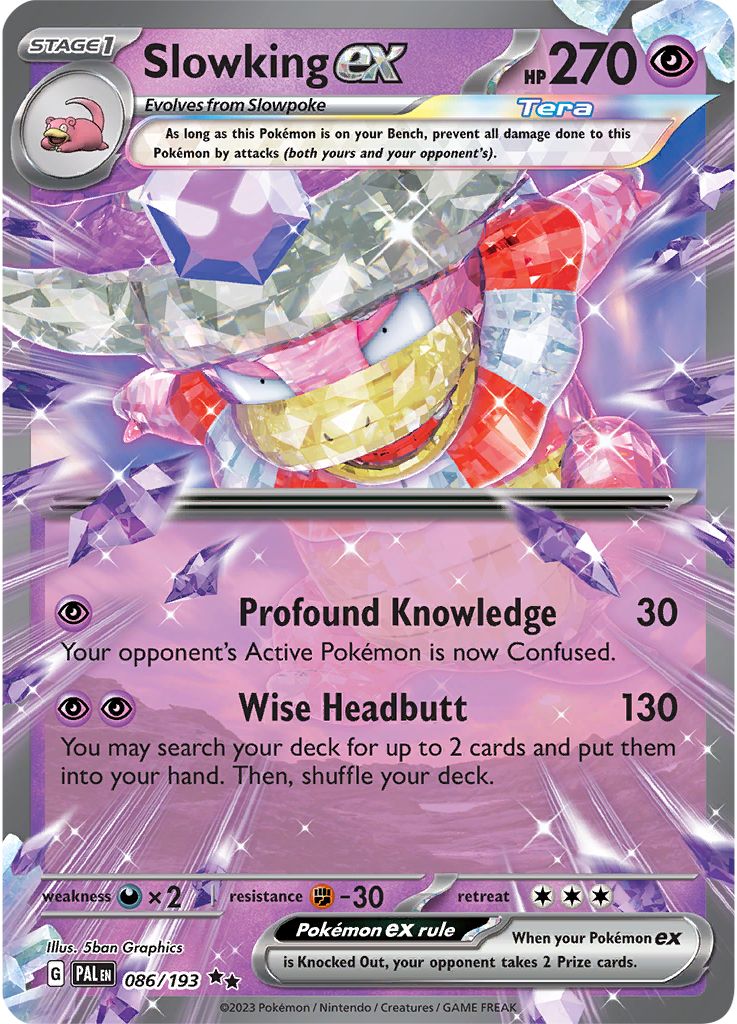 STAGE 1
Slowking ex
HP 270
Evolves from Slowpoke
Tera
As long as this Pokémon is on your Bench, prevent all damage done to this
Pokémon by attacks (both yours and your opponent's).
Profound Knowledge 30
Your opponent's Active Pokémon is now Confused.
Wise Headbutt 130
You may search your deck for up to 2 cards and put them
into your hand. Then, shuffle your deck.
weakness ×2 resistance -30 retreat
Illus. 5ban Graphics
Pokémon ex rule
When your Pokémon ex
is Knocked Out, your opponent takes 2 Prize cards.
G PAL EN 086/193
©2023 Pokémon / Nintendo / Creatures / GAME FREAK